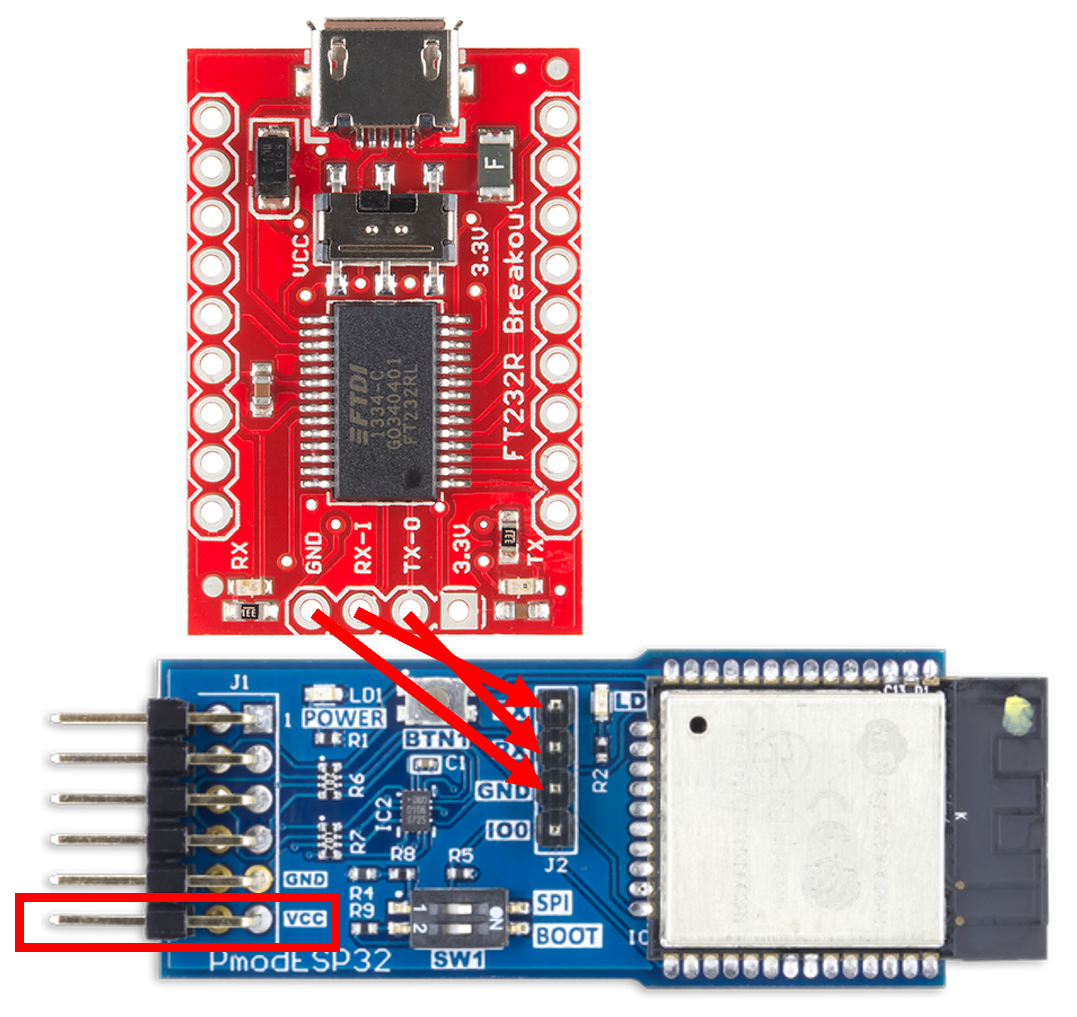 F
VCC
3.3V
FT232R Breakout
FTDI
1334-C
GO340401
FT232RL
RX
GND
RX-I
TX-O
3.3V
TX
J1
1
LD1
POWER
R1
BTN1
C1
R6
IC2
R7
R8
R5
R4
R9
GND
VCC
GND
IO0
J2
R2
SPI
BOOT
ON
1
2
SW1
PmodESP32
K